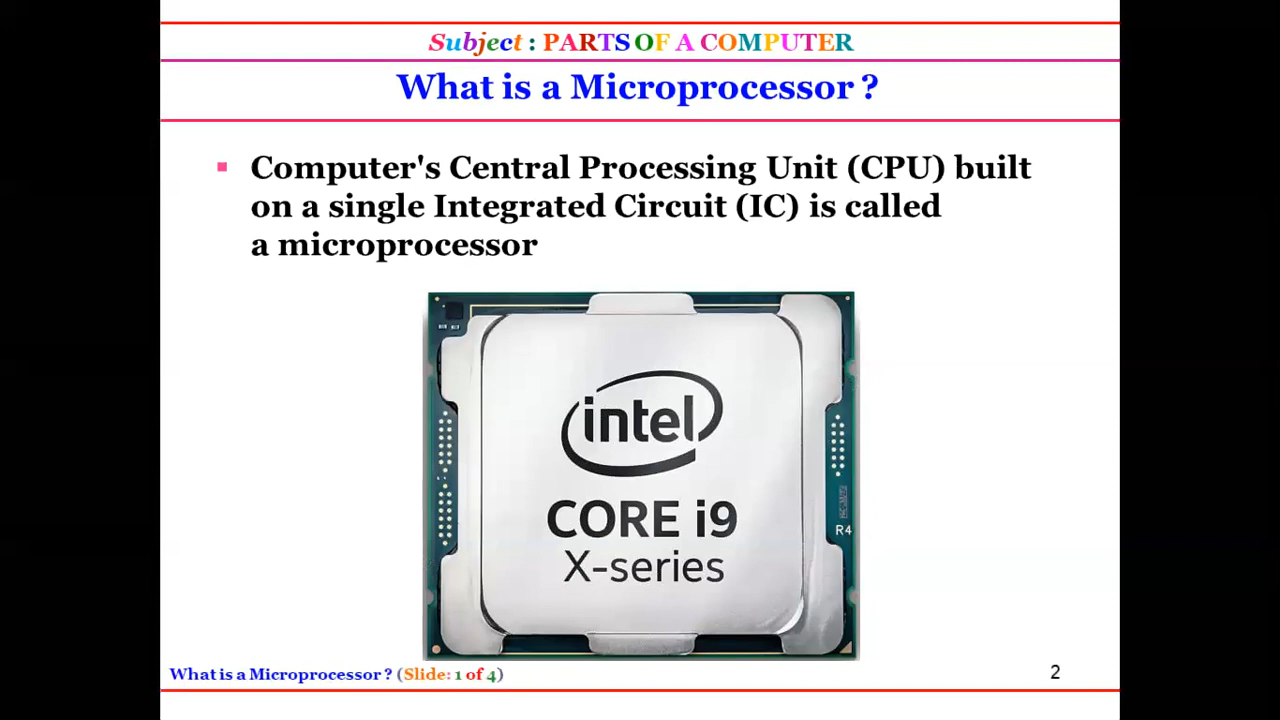 Subject : PARTS OF A COMPUTER
What is a Microprocessor ?
▪ Computer's Central Processing Unit (CPU) built
on a single Integrated Circuit (IC) is called
a microprocessor
intel
CORE i9
X-series
R4
What is a Microprocessor ? (Slide: 1 of 4)
2